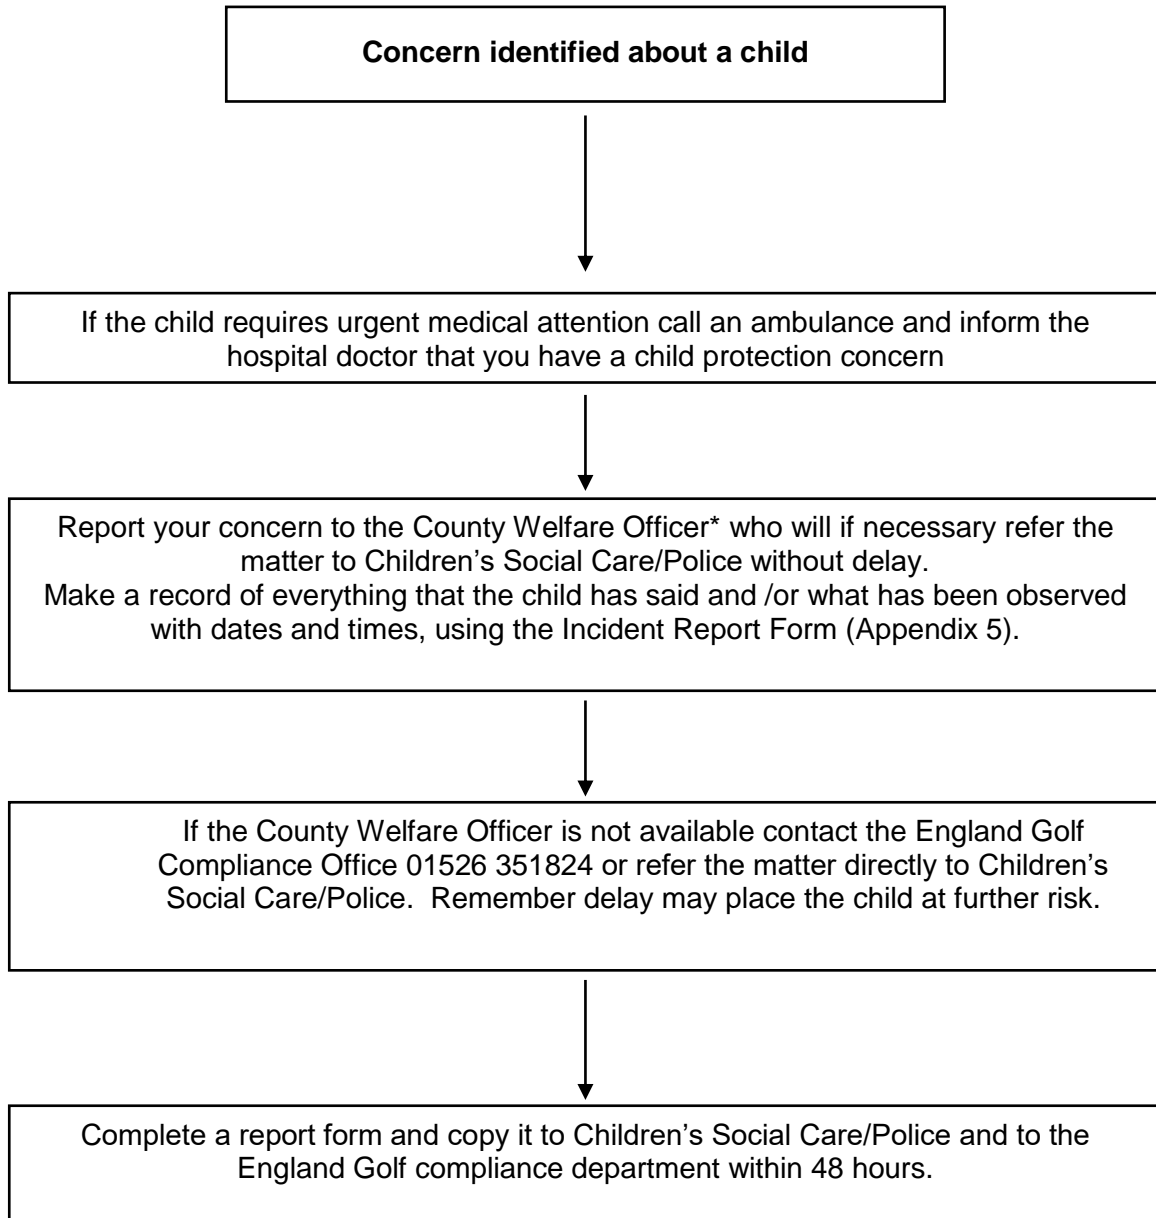 Concern identified about a child
If the child requires urgent medical attention call an ambulance and inform the
hospital doctor that you have a child protection concern
Report your concern to the County Welfare Officer* who will if necessary refer the
matter to Children’s Social Care/Police without delay.
Make a record of everything that the child has said and /or what has been observed
with dates and times, using the Incident Report Form (Appendix 5).
If the County Welfare Officer is not available contact the England Golf
Compliance Office 01526 351824 or refer the matter directly to Children’s
Social Care/Police.  Remember delay may place the child at further risk.
Complete a report form and copy it to Children’s Social Care/Police and to the
England Golf compliance department within 48 hours.